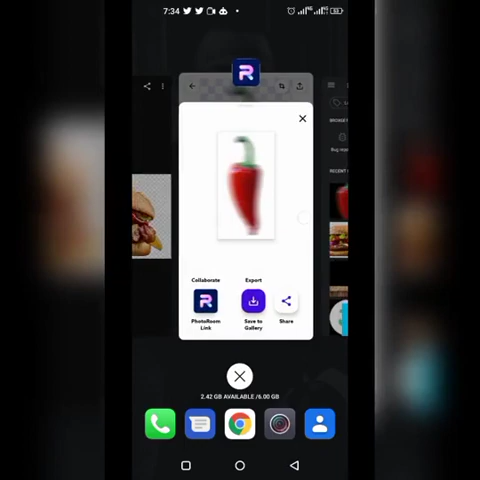 7:34
Collaborate
Export
PhotoRoom
Link
Save to
Gallery
Share
2.42 GB AVAILABLE /6.00 GB